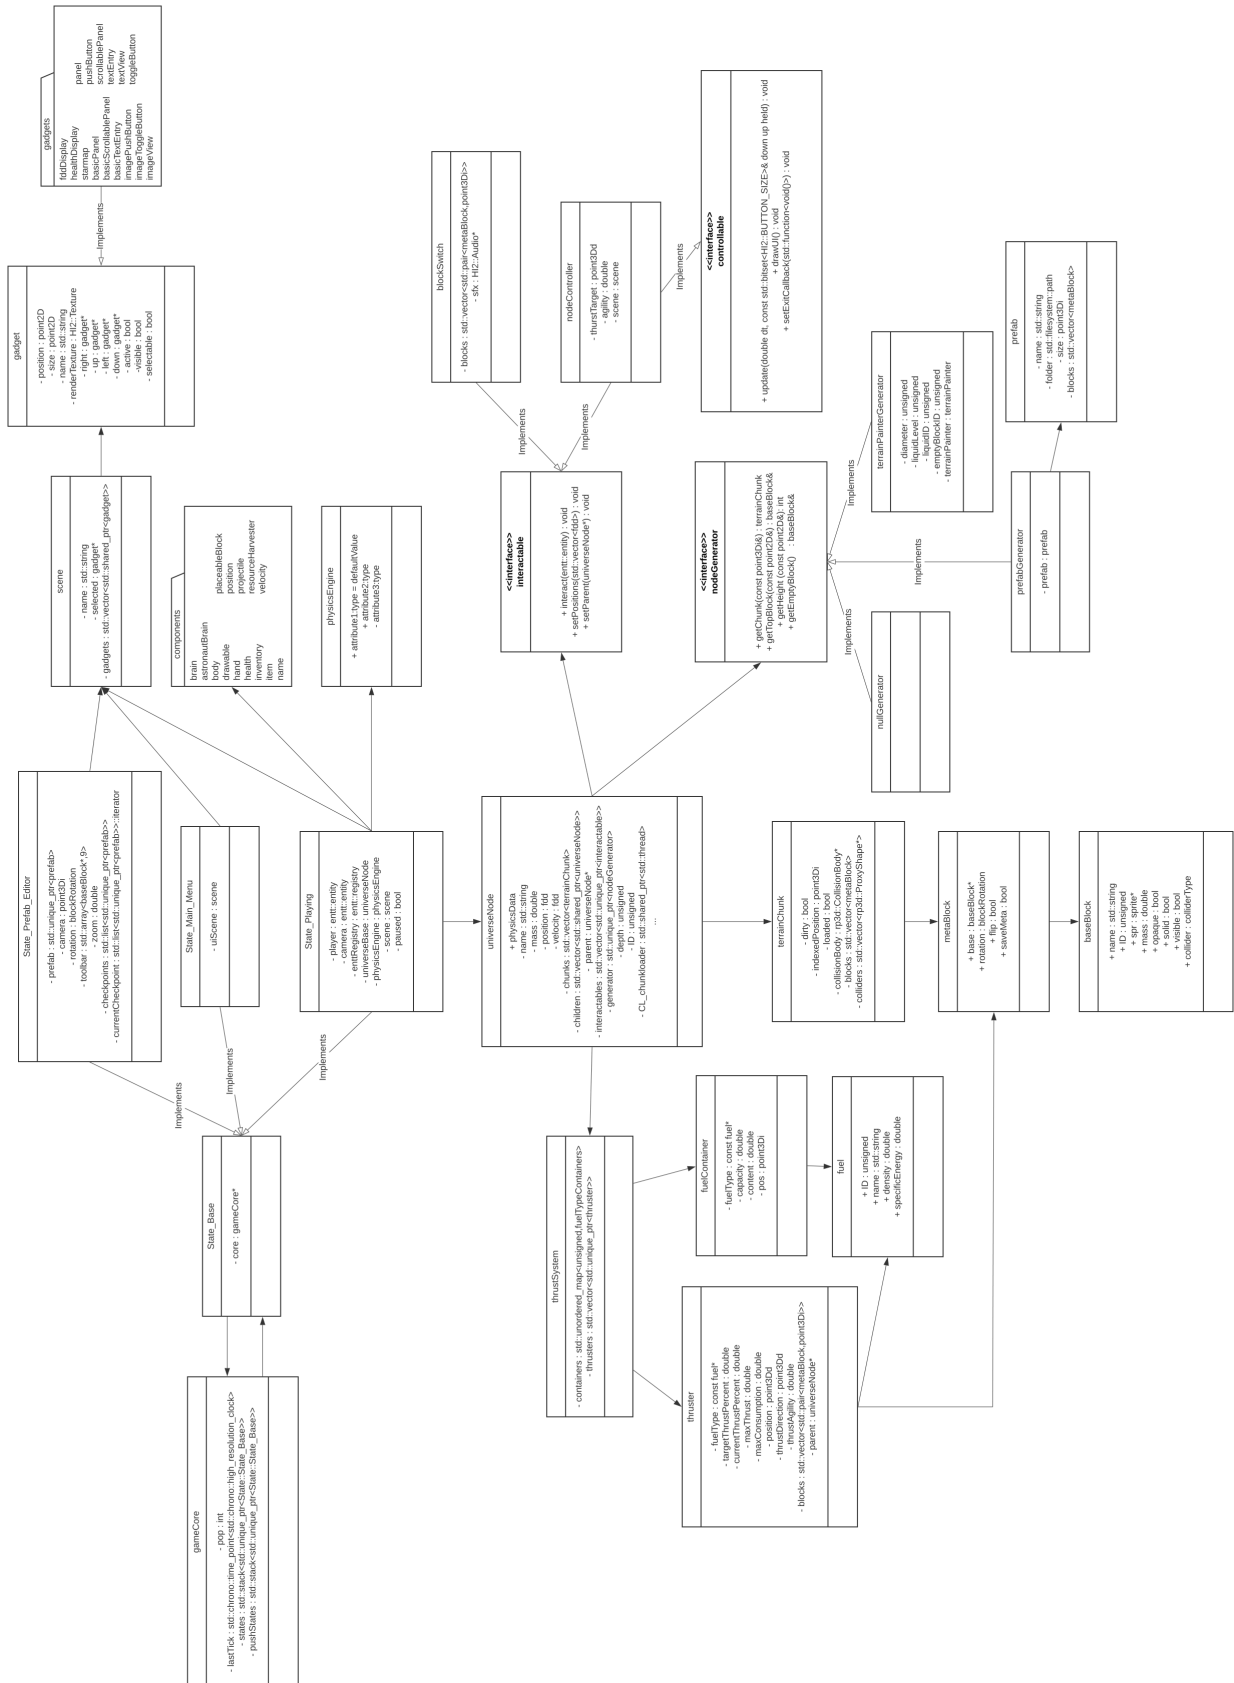 gadgets
fddDisplay
healthDisplay
starmap
basicPanel
basicScrollablePanel
basicTextEntry
imagePushButton
imageToggleButton
imageView
panel
pushButton
scrollablePanel
textEntry
textView
toggleButton
Implements
gadget
- position : point2D
- size : point2D
- name : std::string
- renderTexture : HI2::Texture
- right : gadget*
- up : gadget*
- left : gadget*
- down : gadget*
- active : bool
-visible : bool
- selectable : bool
scene
- name : std::string
- selected : gadget*
- gadgets : std::vector<std::shared_ptr<gadget>>
components
brain
astronautBrain
body
drawable
hand
health
inventory
item
name
placeableBlock
position
projectile
resourceHarvester
velocity
physicsEngine
+ attribute1:type = defaultValue
+ attribute2:type
- attribute3:type
blockSwitch
- blocks : std::vector<std::pair<metaBlock,point3Di>>
- sfx : HI2::Audio*
nodeController
- thurstTarget : point3Dd
- agility : double
- scene : scene
Implements
Implements
Implements
<<interface>>
controllable
+ update(double dt, const std::bitset<HI2::BUTTON_SIZE>& down up held) : void
+ drawUI() : void
+ setExitCallback(std::function<void()>) : void
<<interface>>
interactable
+ interact(entt::entity) : void
+ setPositions(std::vector<fdd>) : void
+ setParent(universeNode*) : void
<<interface>>
nodeGenerator
+ getChunk(const point3Di&) : terrainChunk
+ getTopBlock(const point2D&) : baseBlock&
+ getHeight (const point2D&): int
+ getEmptyBlock() : baseBlock&
Implements
Implements
Implements
terrainPainterGenerator
- diameter : unsigned
- liquidLevel : unsigned
- liquidID : unsigned
- emptyBlockID : unsigned
- terrainPainter : terrainPainter
prefab
- name : std::string
- folder : std::filesystem::path
- size : point3Di
- blocks : std::vector<metaBlock>
prefabGenerator
- prefab : prefab
nullGenerator
State_Prefab_Editor
- prefab : std::unique_ptr<prefab>
- camera : point3Di
- rotation : blockRotation
- toolbar : std::array<baseBlock*,9>
- zoom : double
- checkpoints : std::list<std::unique_ptr<prefab>>
- currentCheckpoint : std::list<std::unique_ptr<prefab>>::iterator
State_Main_Menu
- uiScene : scene
State_Playing
- player : entt::entity
- camera : entt::entity
- enttRegistry : entt::registry
- universeBase : universeNode
- physicsEngine : physicsEngine
- scene : scene
- paused : bool
Implements
Implements
Implements
State_Base
- core : gameCore*
gameCore
- pop : int
- lastTick : std::chrono::time_point<std::chrono::high_resolution_clock>
- states : std::stack<std::unique_ptr<State::State_Base>>
- pushStates : std::stack<std::unique_ptr<State::State_Base>>
universeNode
+ physicsData
- name : std::string
- mass : double
- position : fdd
- velocity : fdd
- chunks : std::vector<terrainChunk>
- children : std::vector<std::shared_ptr<universeNode>>
- parent : universeNode*
- interactables : std::vector<std::unique_ptr<interactable>>
- generator : std::unique_ptr<nodeGenerator>
- depth : unsigned
- ID : unsigned
- CL_chunkloader : std::shared_ptr<std::thread>
...
terrainChunk
- dirty : bool
- indexedPosition : point3Di
- loaded : bool
- collisionBody : rp3d::CollisionBody*
- blocks : std::vector<metaBlock>
- colliders : std::vector<rp3d::ProxyShape*>
metaBlock
+ base : baseBlock*
+ rotation : blockRotation
+ flip : bool
+ saveMeta : bool
baseBlock
+ name : std::string
+ ID : unsigned
+ spr : sprite*
+ mass : double
+ opaque : bool
+ solid : bool
+ visible : bool
+ collider : colliderType
thrustSystem
- containers : std::unordered_map<unsigned,fuelTypeContainers>
- thrusters : std::vector<std::unique_ptr<thruster>>
fuelContainer
- fuelType : const fuel*
- capacity : double
- content : double
- pos : point3Di
fuel
+ ID : unsigned
+ name : std::string
+ density : double
+ specificEnergy : double
thruster
- fuelType : const fuel*
- targetThrustPercent : double
- currentThrustPercent : double
- maxThrust : double
- maxConsumption : double
- position : point3Dd
- thrustDirection : point3Dd
- thrustAgility : double
- blocks : std::vector<std::pair<metaBlock,point3Di>>
- parent : universeNode*